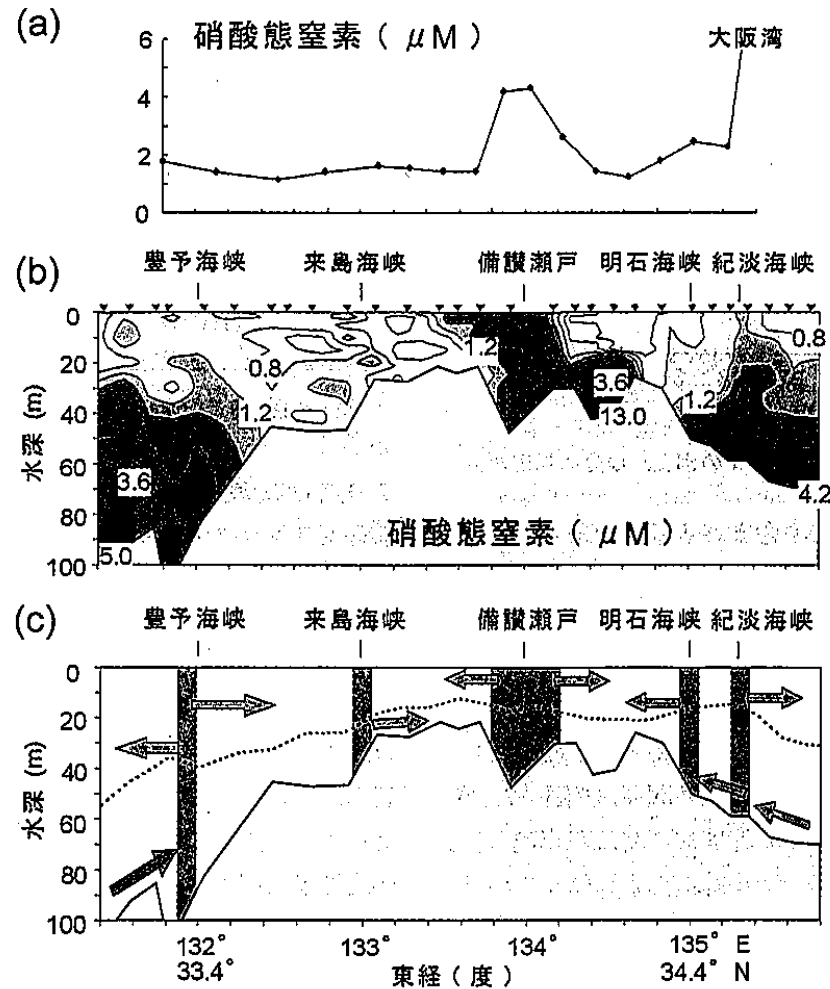 (a)
硝酸態窒素 ( μM )
大阪湾
6
4
2
0
(b)
豊予海峡 来島海峡 備讃瀬戸 明石海峡 紀淡海峡
0
20
40
60
80
100
水深 (m)
0.8
1.2
3.6
5.0
1.2
3.6
13.0
1.2
0.8
4.2
硝酸態窒素 ( μM )
(c)
豊予海峡 来島海峡 備讃瀬戸 明石海峡 紀淡海峡
0
20
40
60
80
100
水深 (m)
132° 133° 134° 135° E
33.4° 34.4° N
東経 ( 度 )